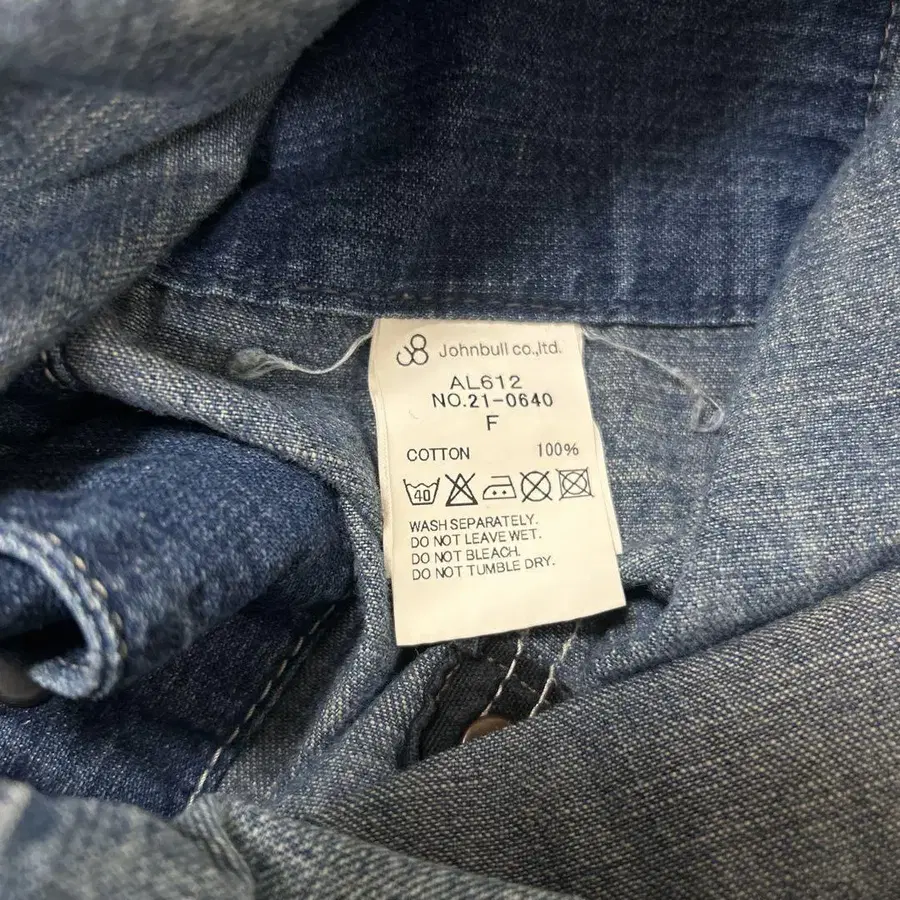 Johnbull co.,ltd.
AL612
NO.21-0640
F
COTTON 100%
40
WASH SEPARATELY.
DO NOT LEAVE WET.
DO NOT BLEACH.
DO NOT TUMBLE DRY.